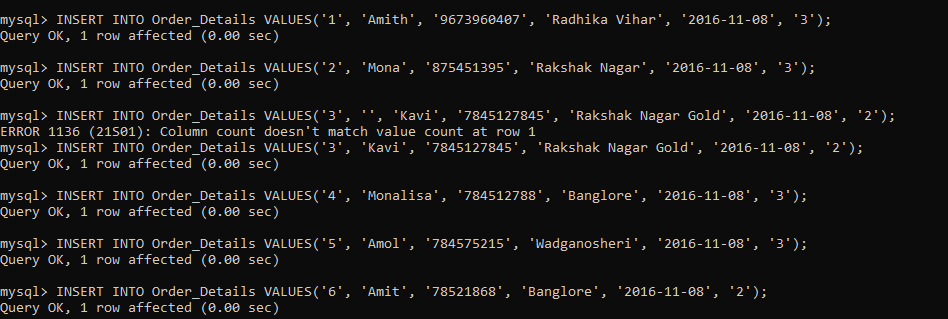 mysql> INSERT INTO Order_Details VALUES('1', 'Amith', '9673960407', 'Radhika Vihar', '2016-11-08', '3');
Query OK, 1 row affected (0.00 sec)
mysql> INSERT INTO Order_Details VALUES('2', 'Mona', '875451395', 'Rakshak Nagar', '2016-11-08', '3');
Query OK, 1 row affected (0.00 sec)
mysql> INSERT INTO Order_Details VALUES('3', '', 'Kavi', '7845127845', 'Rakshak Nagar Gold', '2016-11-08', '2');
ERROR 1136 (21S01): Column count doesn't match value count at row 1
mysql> INSERT INTO Order_Details VALUES('3', 'Kavi', '7845127845', 'Rakshak Nagar Gold', '2016-11-08', '2');
Query OK, 1 row affected (0.00 sec)
mysql> INSERT INTO Order_Details VALUES('4', 'Monalisa', '784512788', 'Banglore', '2016-11-08', '3');
Query OK, 1 row affected (0.00 sec)
mysql> INSERT INTO Order_Details VALUES('5', 'Amol', '784575215', 'Wadganosheri', '2016-11-08', '3');
Query OK, 1 row affected (0.00 sec)
mysql> INSERT INTO Order_Details VALUES('6', 'Amit', '78521868', 'Banglore', '2016-11-08', '2');
Query OK, 1 row affected (0.00 sec)